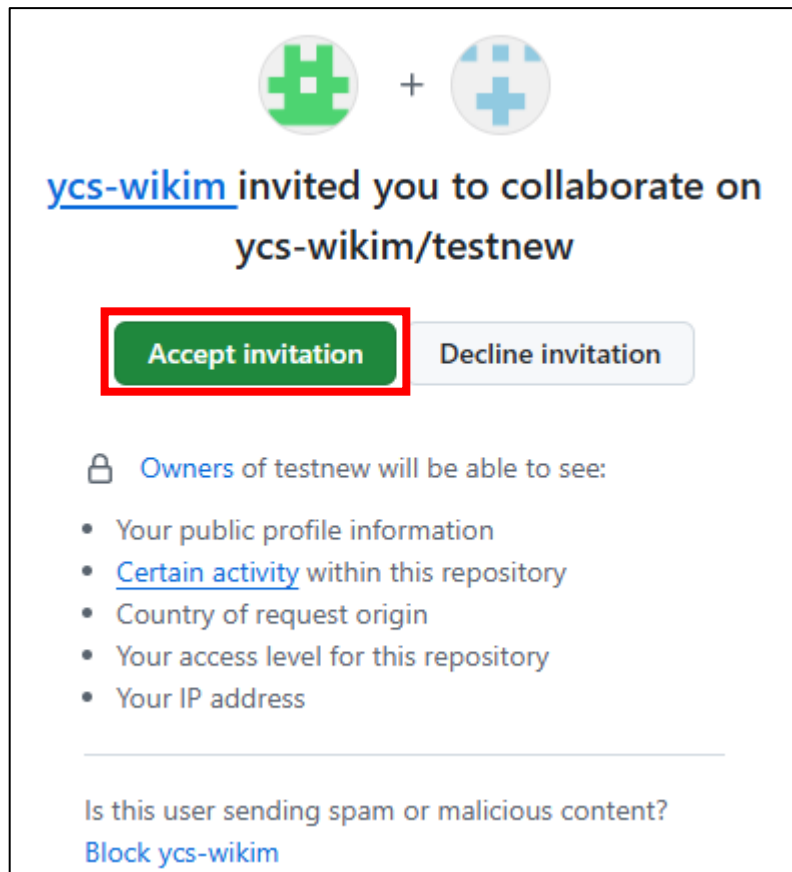 +
ycs-wikim invited you to collaborate on
ycs-wikim/testnew
Accept invitation Decline invitation
Owners of testnew will be able to see:
• Your public profile information
• Certain activity within this repository
• Country of request origin
• Your access level for this repository
• Your IP address
Is this user sending spam or malicious content?
Block ycs-wikim